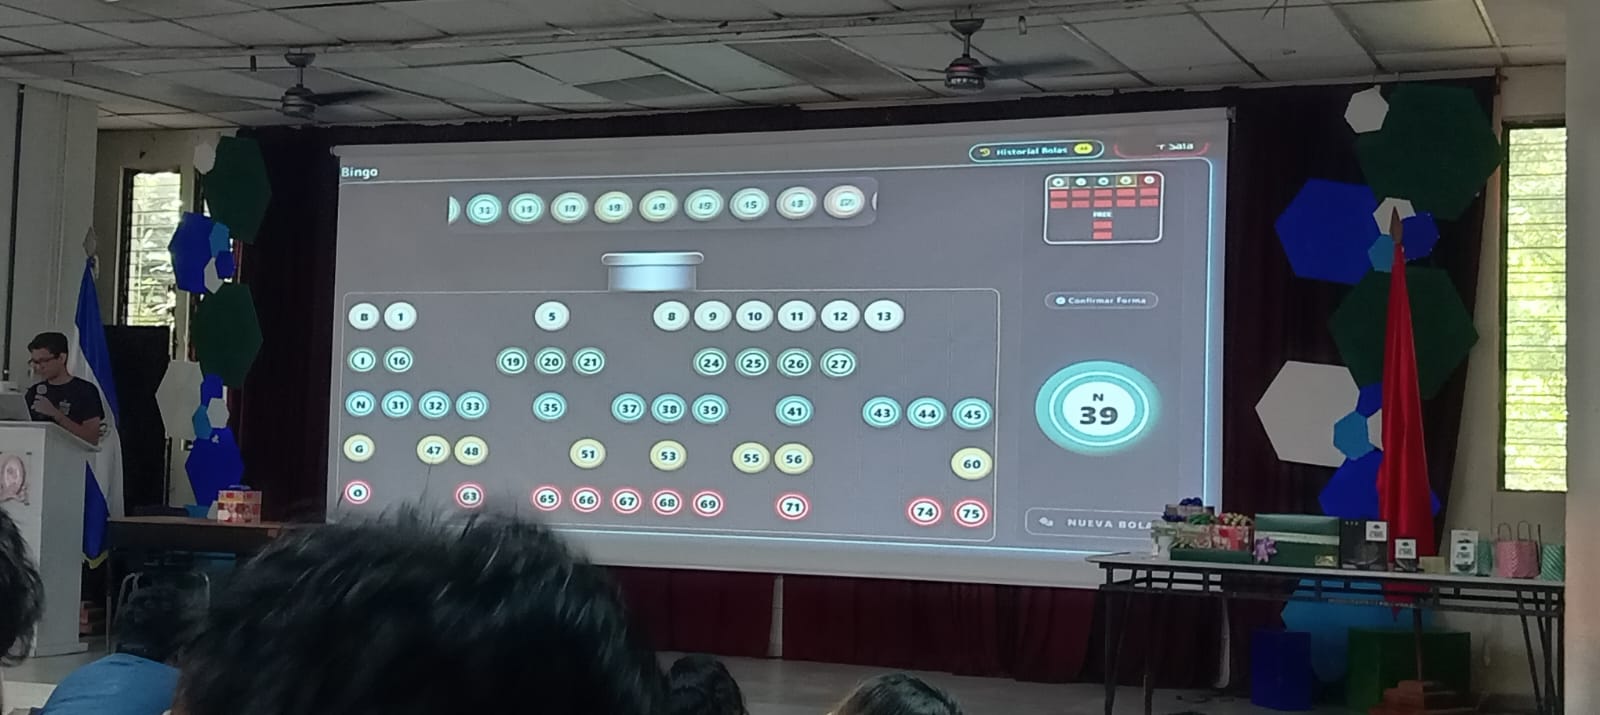 Historial Bolas
Sala
Bingo
FREE
Confirmar Forma
B 1 5 8 9 10 11 12 13
I 16 19 20 21 24 25 26 27
N 31 32 33 35 37 38 39 41 43 44 45
G 47 48 51 53 55 56 60
O 63 65 66 67 68 69 71 74 75
N
39
NUEVA BOLA